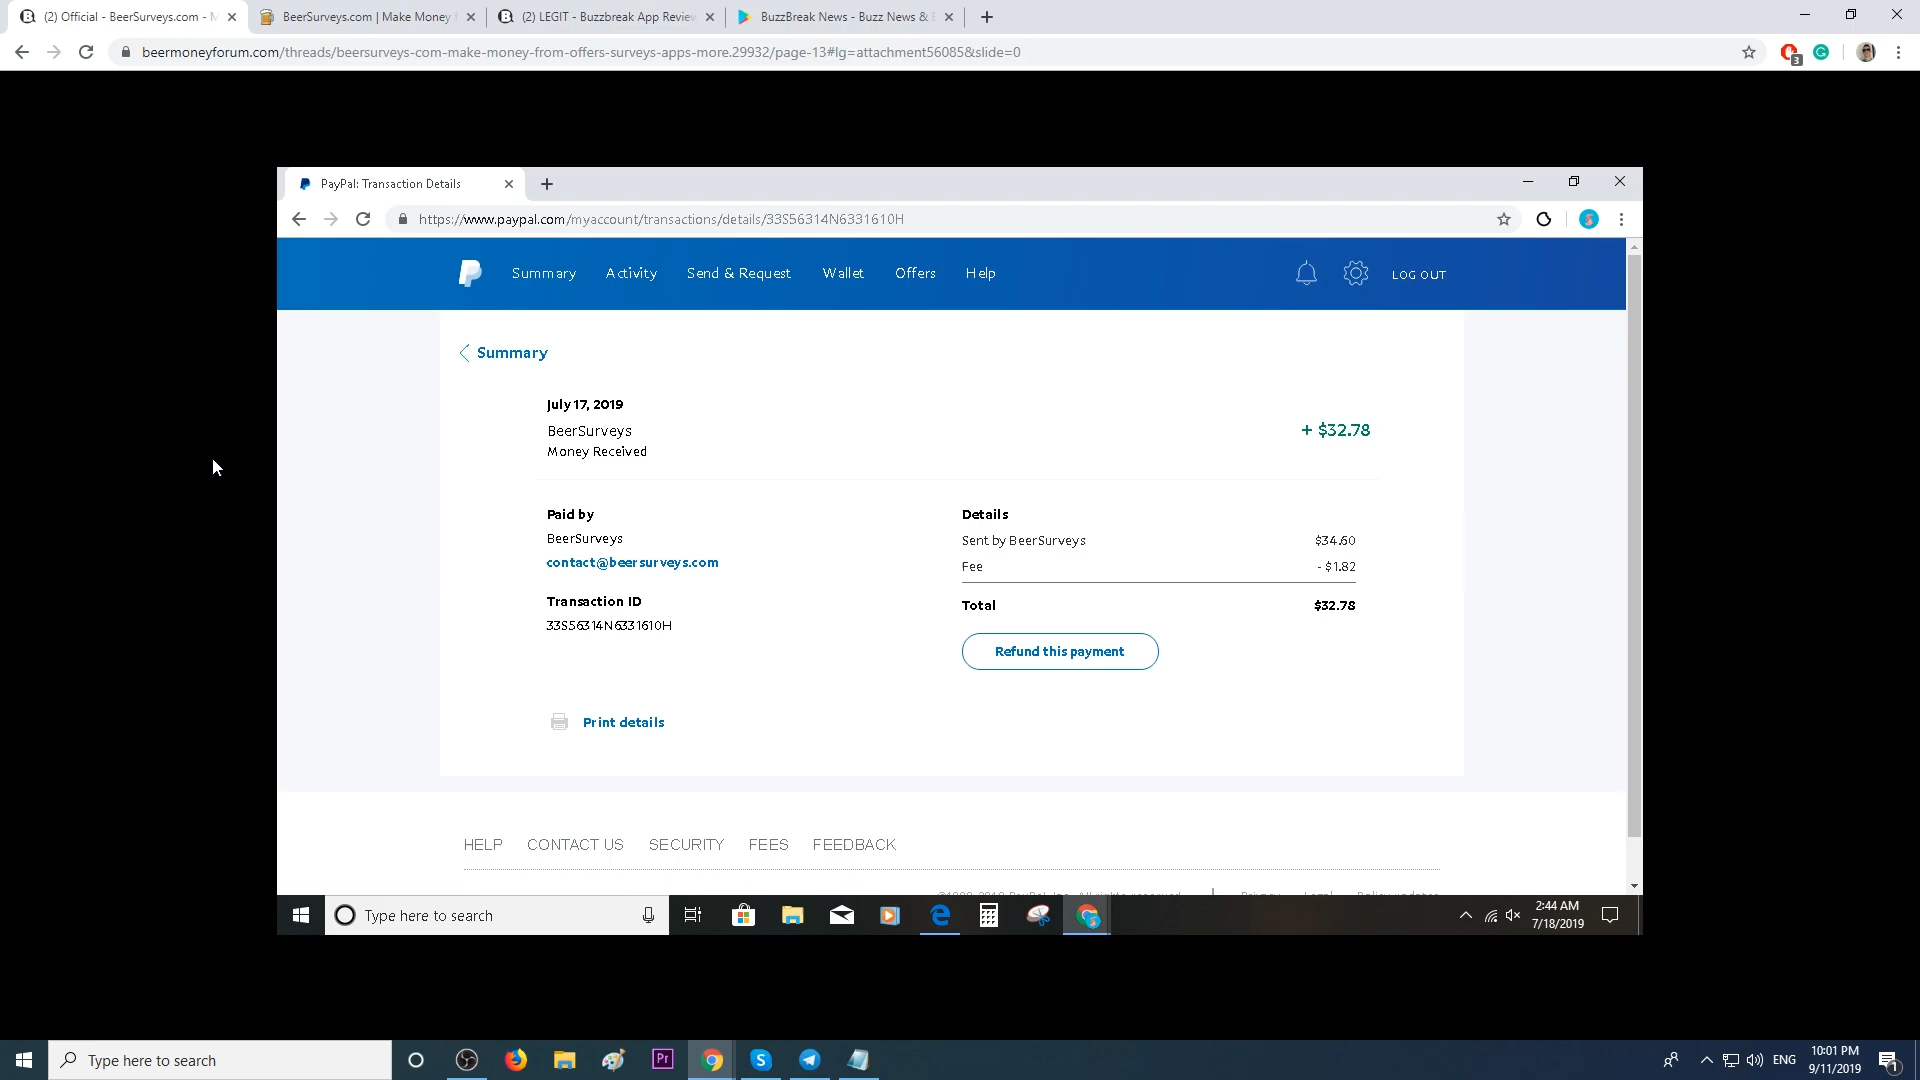 (2) Official - BeerSurveys.com - M
BeerSurveys.com | Make Money f
(2) LEGIT - Buzzbreak App Review
BuzzBreak News - Buzz News & E
beermoneyforum.com/threads/beersurveys-com-make-money-from-offers-surveys-apps-more.29932/page-13#lg=attachment56085&slide=0
3
PayPal: Transaction Details
https://www.paypal.com/myaccount/transactions/details/33S56314N6331610H
Summary Activity Send & Request Wallet Offers Help LOG OUT
Summary
July 17, 2019
BeerSurveys
Money Received
+ $32.78
Paid by
BeerSurveys
contact@beersurveys.com
Transaction ID
33S56314N6331610H
Details
Sent by BeerSurveys $34.60
Fee - $1.82
Total $32.78
Refund this payment
Print details
HELP CONTACT US SECURITY FEES FEEDBACK
Type here to search
2:44 AM
7/18/2019
Type here to search
Pr
ENG
10:01 PM
9/11/2019
1